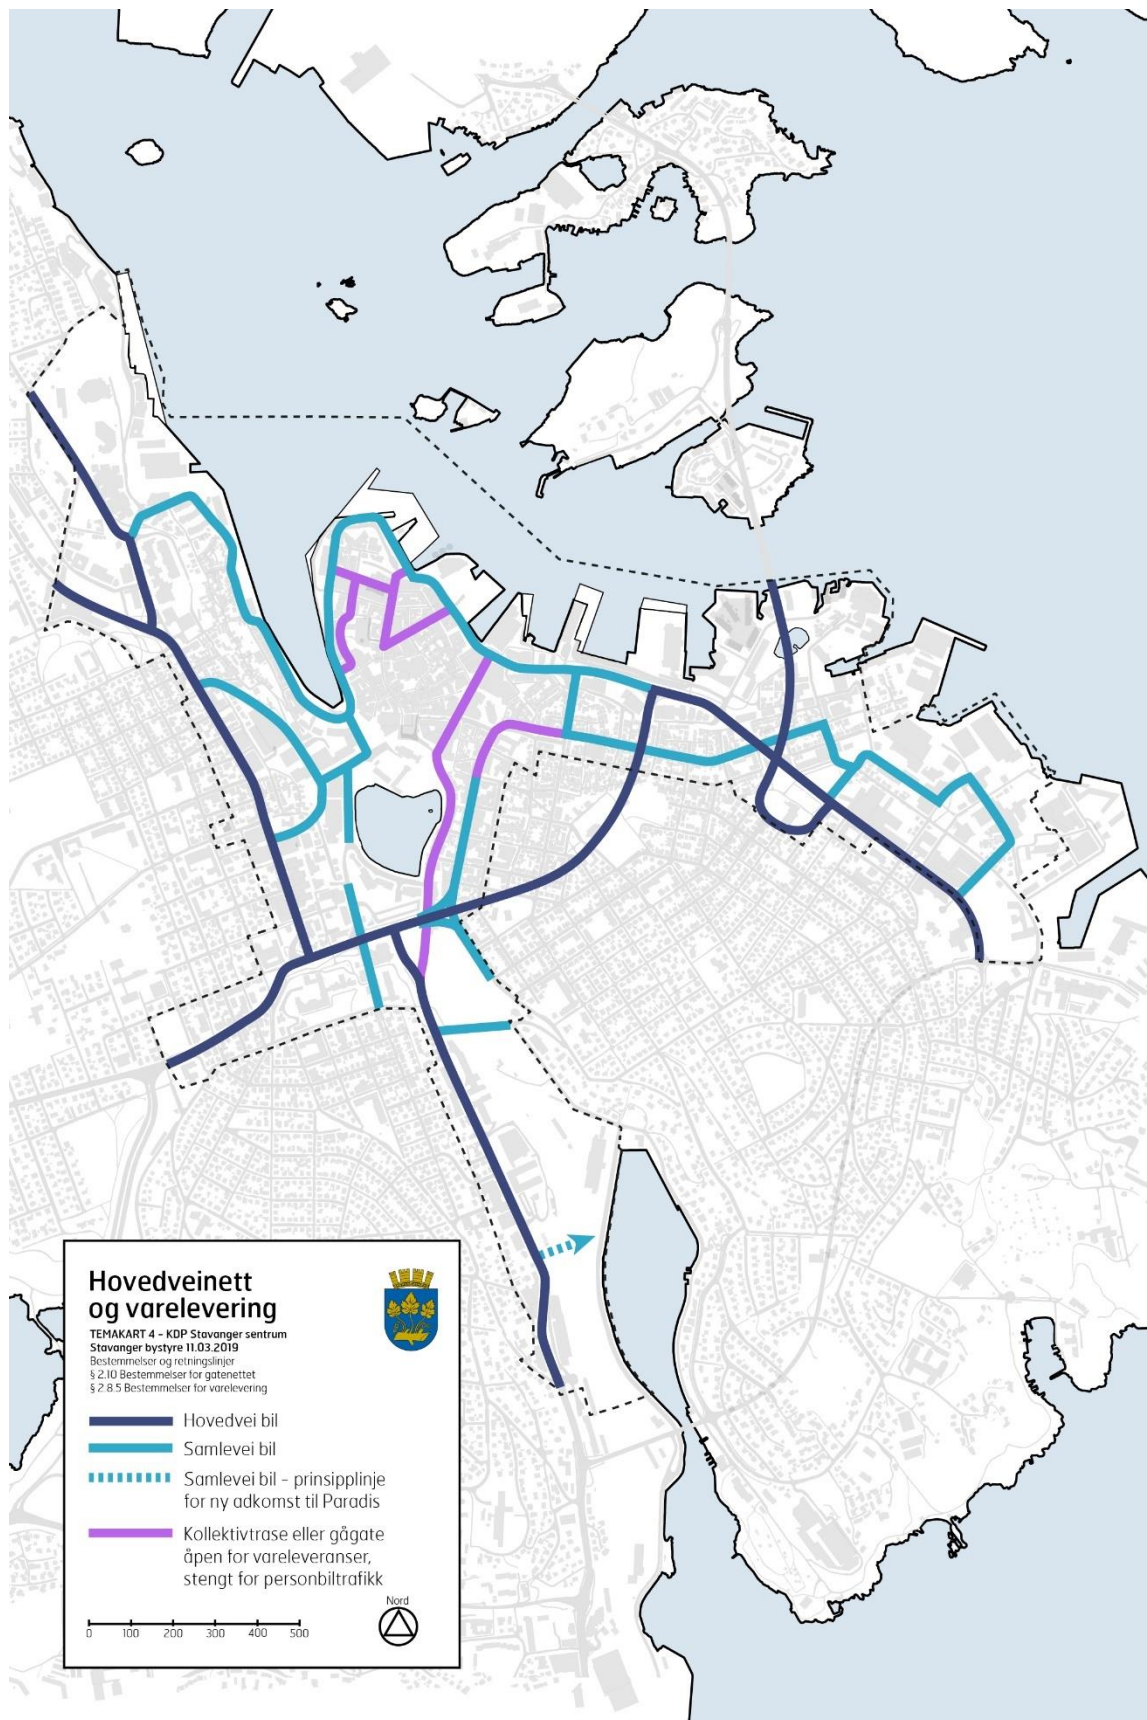 Hovedveinett
og varelevering
TEMAKART 4 - KDP Stavanger sentrum
Stavanger bystyre 11.03.2019
Bestemmelser og retningslinjer
§ 2.10 Bestemmelser for gatenettet
§ 2.8.5 Bestemmelser for varelevering
Hovedvei bil
Samlevei bil
Samlevei bil - prinsipplinje
for ny adkomst til Paradis
Kollektivtrase eller gågate
åpen for vareleveranser,
stengt for personbiltrafikk
Nord
0 100 200 300 400 500